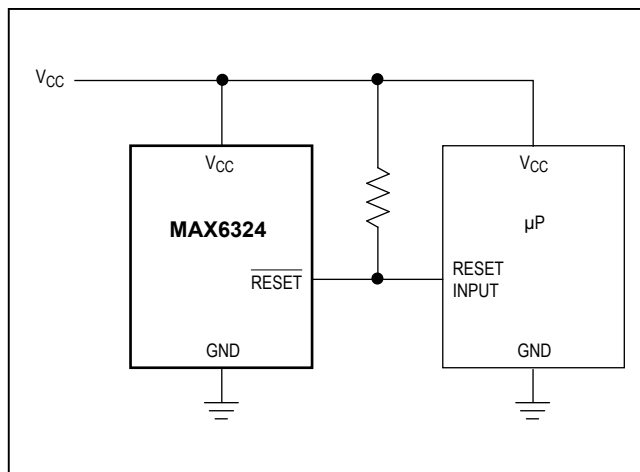 VCC
VCC
MAX6324
RESET
GND
VCC
µP
RESET
INPUT
GND